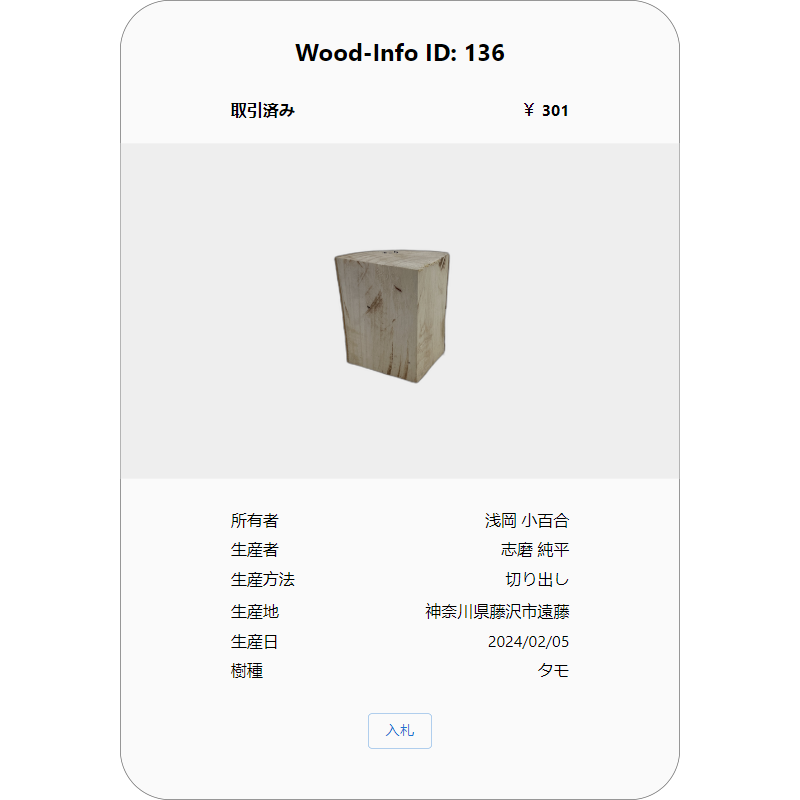 Wood-Info ID: 136
取引済み ￥ 301
所有者 浅岡 小百合
生産者 志磨 純平
生産方法 切り出し
生産地 神奈川県藤沢市遠藤
生産日 2024/02/05
樹種 タモ
入札